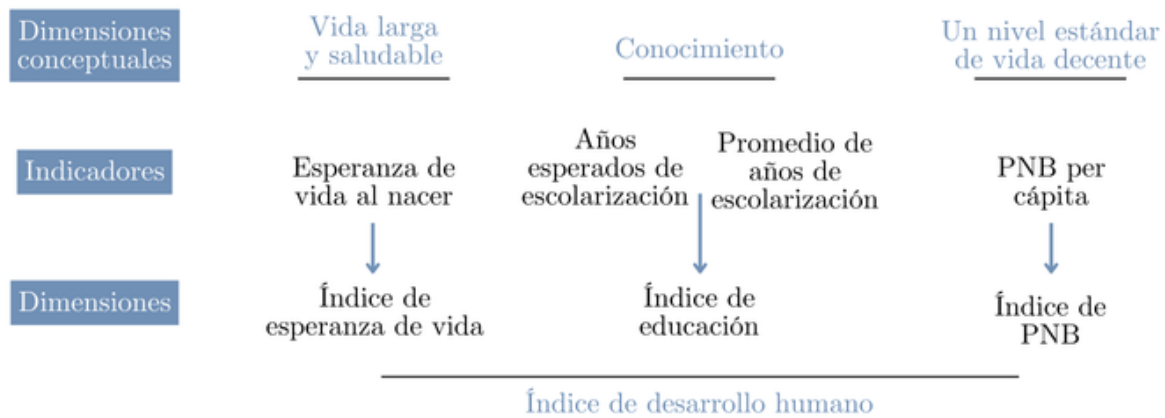 Dimensiones
conceptuales
Vida larga
y saludable
Conocimiento
Un nivel estándar
de vida decente
Indicadores
Esperanza de
vida al nacer
Años
esperados de
escolarización
Promedio de
años de
escolarización
PNB per
cápita
Dimensiones
Índice de
esperanza de vida
Índice de
educación
Índice de
PNB
Índice de desarrollo humano